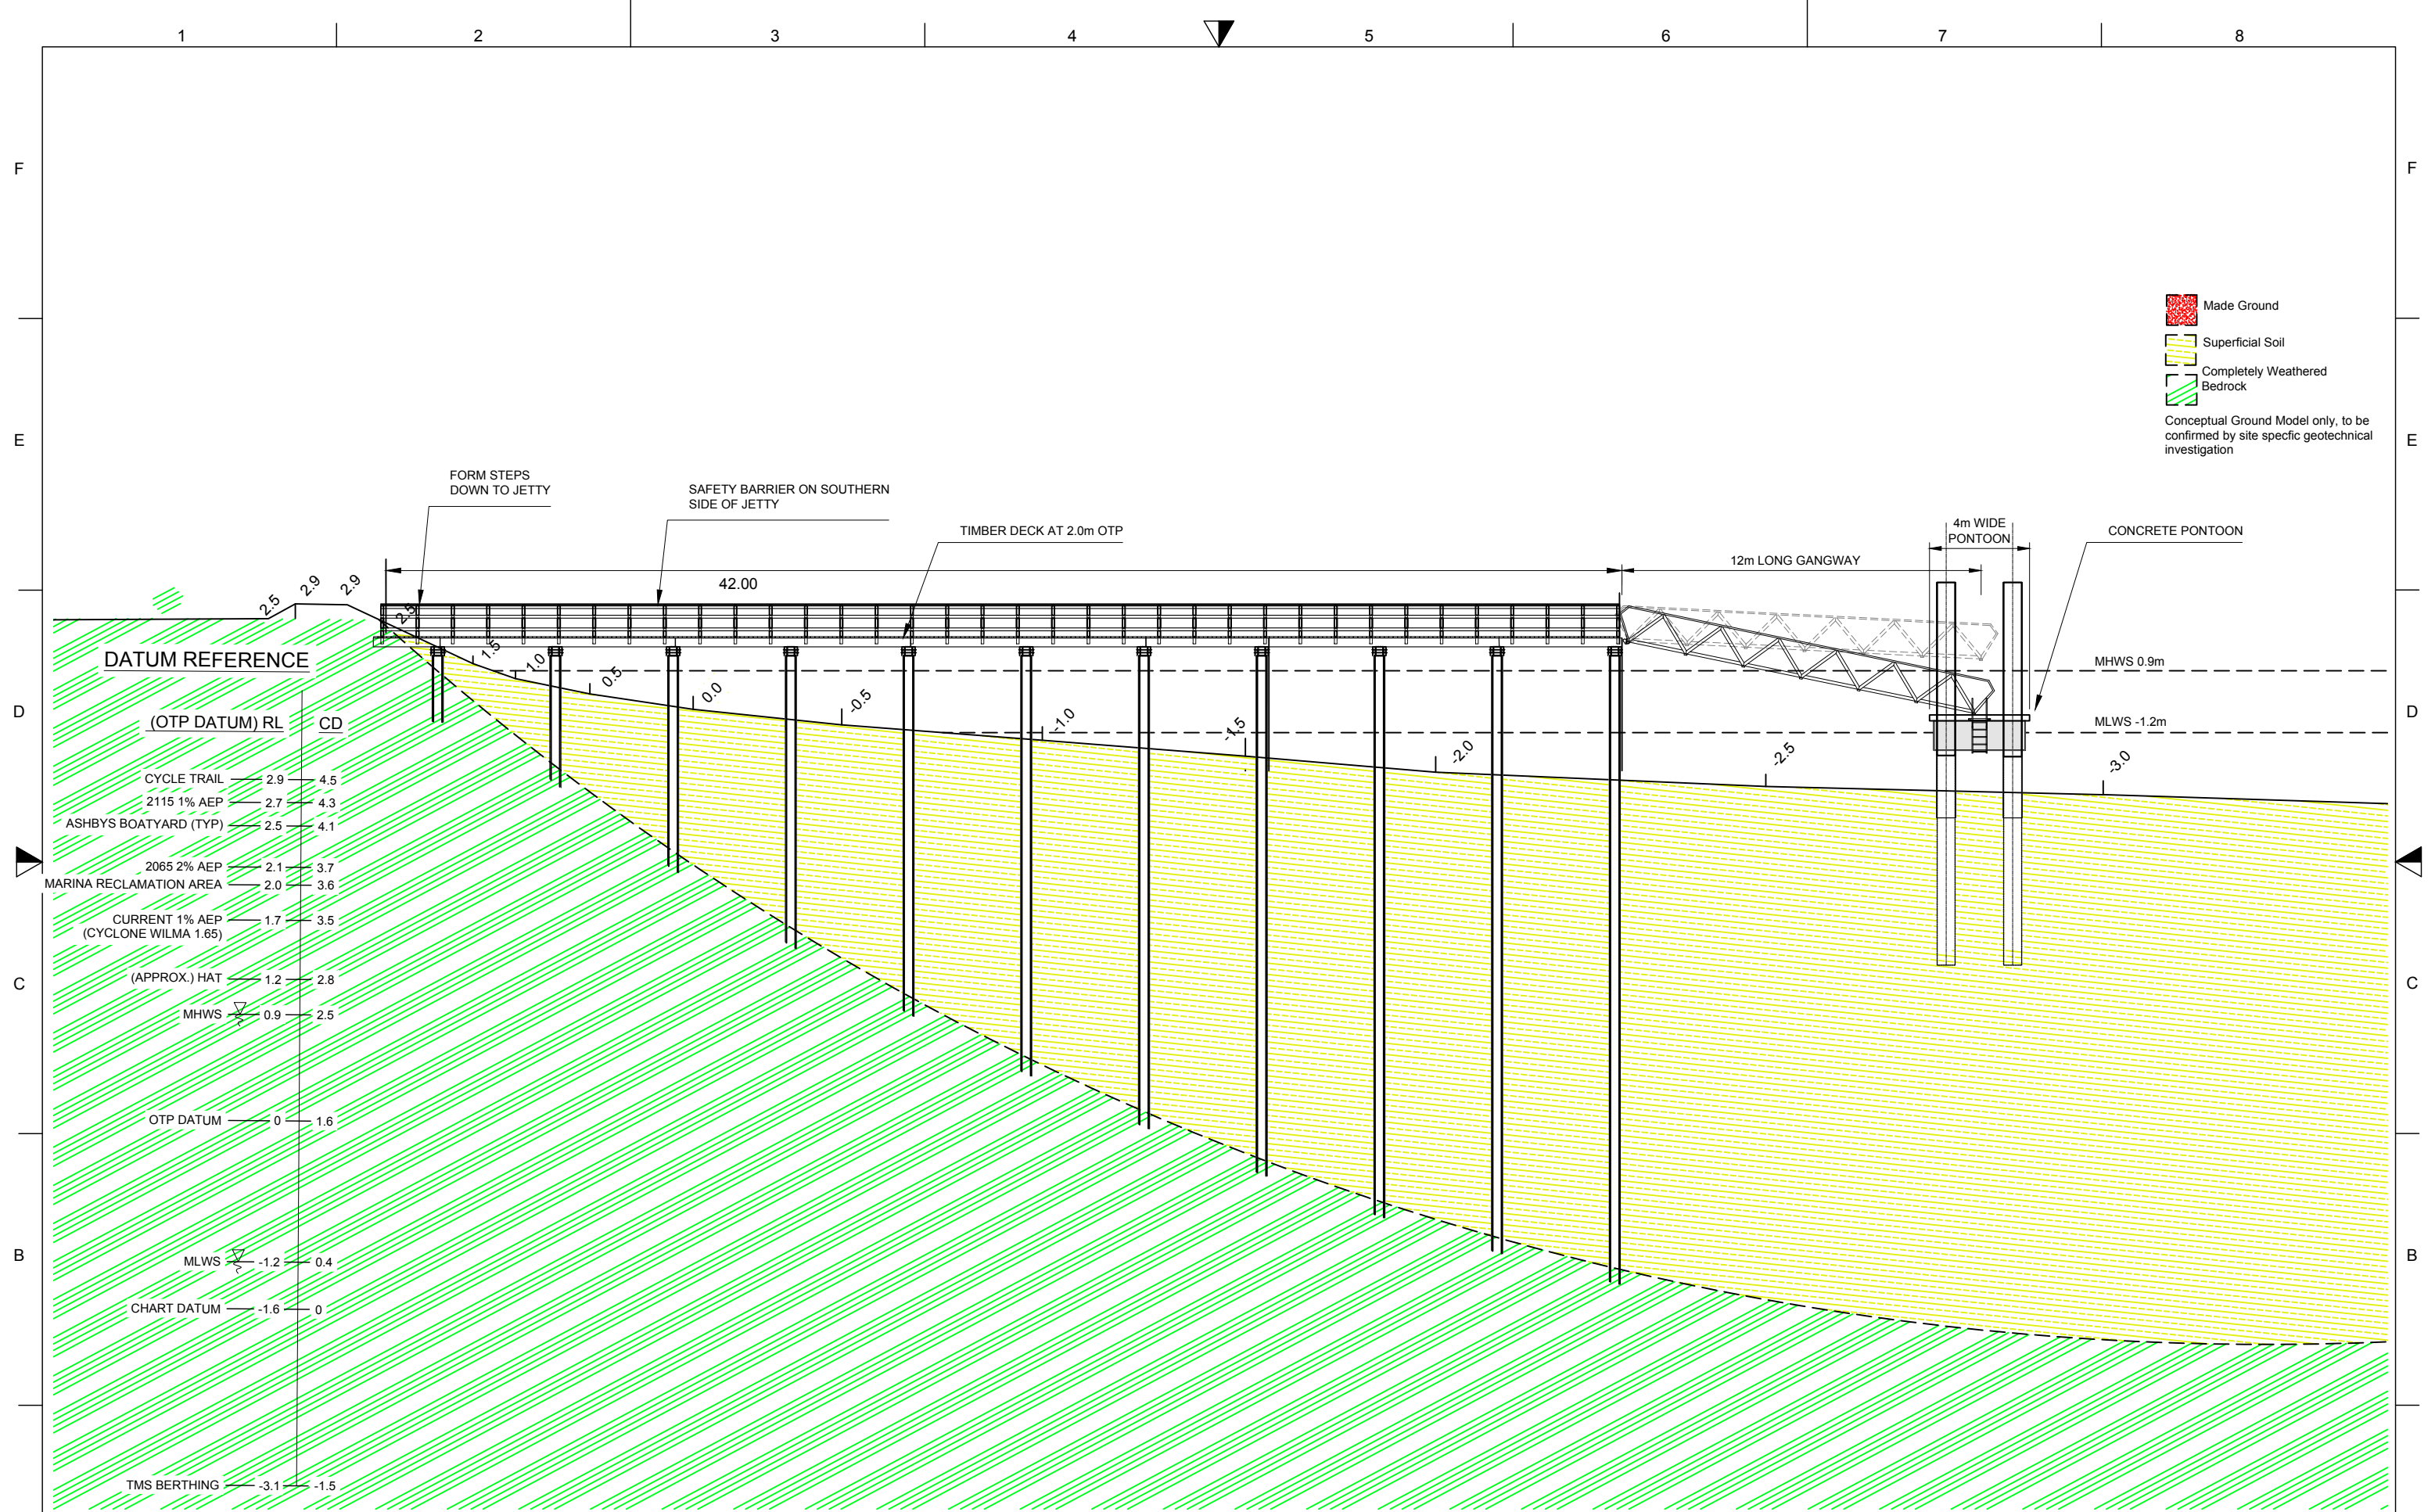 1 2 3 4 5 6 7 8
F F
Made Ground
Superficial Soil
Completely Weathered
Bedrock
Conceptual Ground Model only, to be
confirmed by site specfic geotechnical
investigation
E E
FORM STEPS
DOWN TO JETTY
SAFETY BARRIER ON SOUTHERN
SIDE OF JETTY
TIMBER DECK AT 2.0m OTP
4m WIDE
PONTOON
CONCRETE PONTOON
12m LONG GANGWAY
42.00
2.5 2.9 2.9 2.5 1.5 1.0 0.5 0.0 -0.5 -1.0 -1.5 -2.0 -2.5 -3.0
MHWS 0.9m
MLWS -1.2m
D D
DATUM REFERENCE
(OTP DATUM) RL CD
CYCLE TRAIL 2.9 4.5
2115 1% AEP 2.7 4.3
ASHBYS BOATYARD (TYP) 2.5 4.1
2065 2% AEP 2.1 3.7
MARINA RECLAMATION AREA 2.0 3.6
CURRENT 1% AEP 1.7 3.5
(CYCLONE WILMA 1.65)
(APPROX.) HAT 1.2 2.8
C C
MHWS 0.9 2.5
OTP DATUM 0 1.6
B B
MLWS -1.2 0.4
CHART DATUM -1.6 0
TMS BERTHING -3.1 -1.5